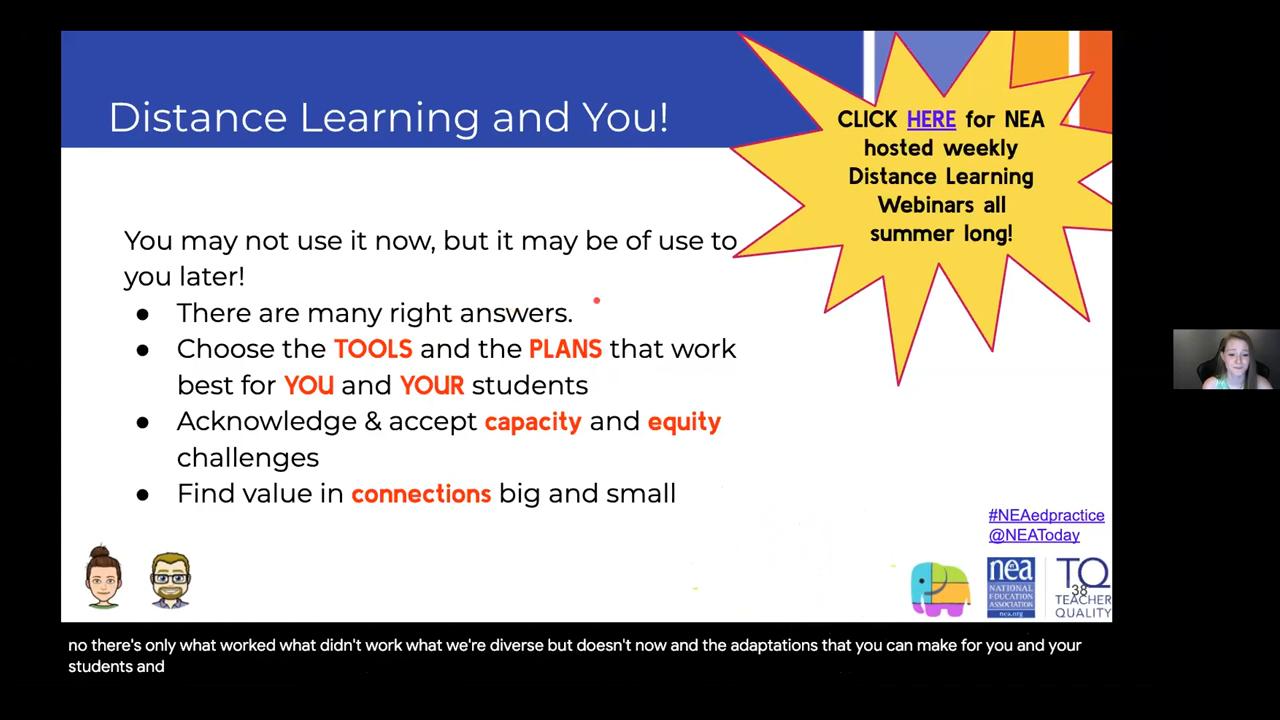 Distance Learning and You!
CLICK HERE for NEA
hosted weekly
Distance Learning
Webinars all
summer long!
You may not use it now, but it may be of use to
you later!
● There are many right answers.
● Choose the TOOLS and the PLANS that work
best for YOU and YOUR students
● Acknowledge & accept capacity and equity
challenges
● Find value in connections big and small
#NEAedpractice
@NEAToday
nea
NATIONAL
EDUCATION
ASSOCIATION
nea.org
TQ
38
TEACHER
QUALITY
no there's only what worked what didn't work what we're diverse but doesn't now and the adaptations that you can make for you and your
students and